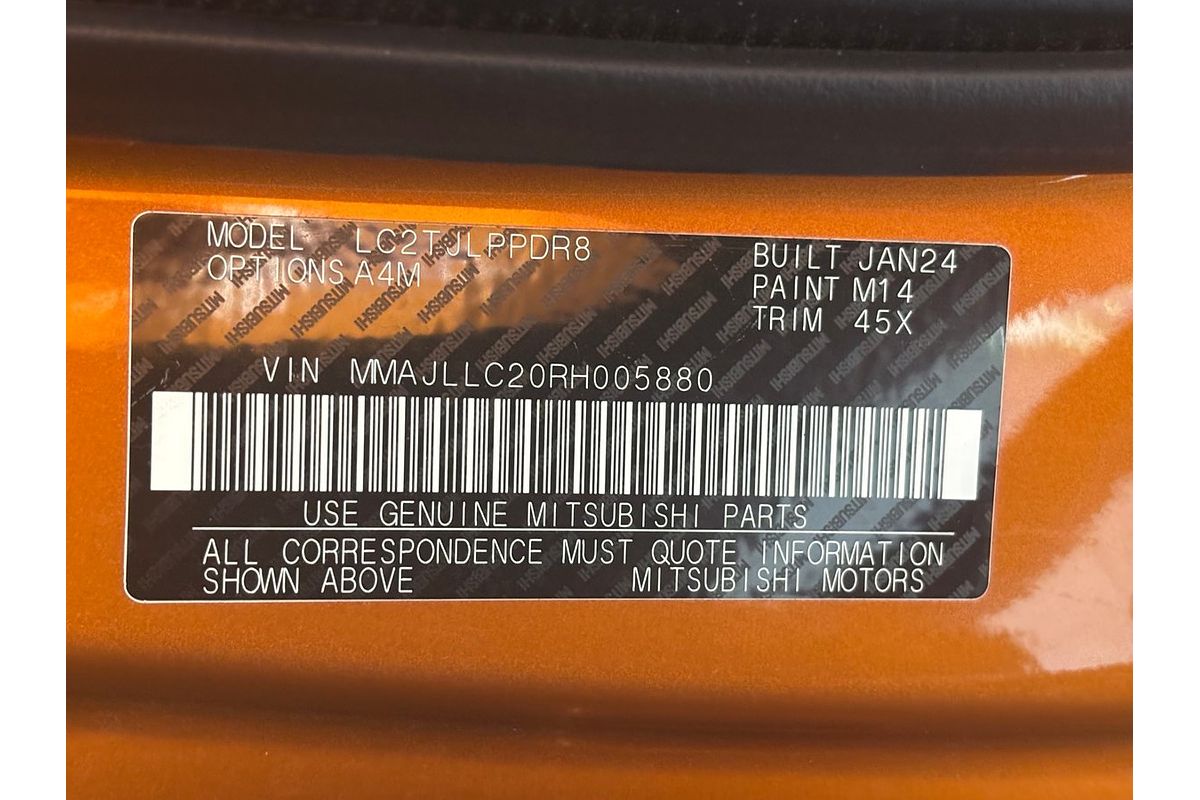 MODEL LC2TJLPPDR8
OPTIONS A4M
BUILT JAN24
PAINT M14
TRIM 45X
VIN MMAJLLC20RH005880
USE GENUINE MITSUBISHI PARTS
ALL CORRESPONDENCE MUST QUOTE INFORMATION
SHOWN ABOVE MITSUBISHI MOTORS